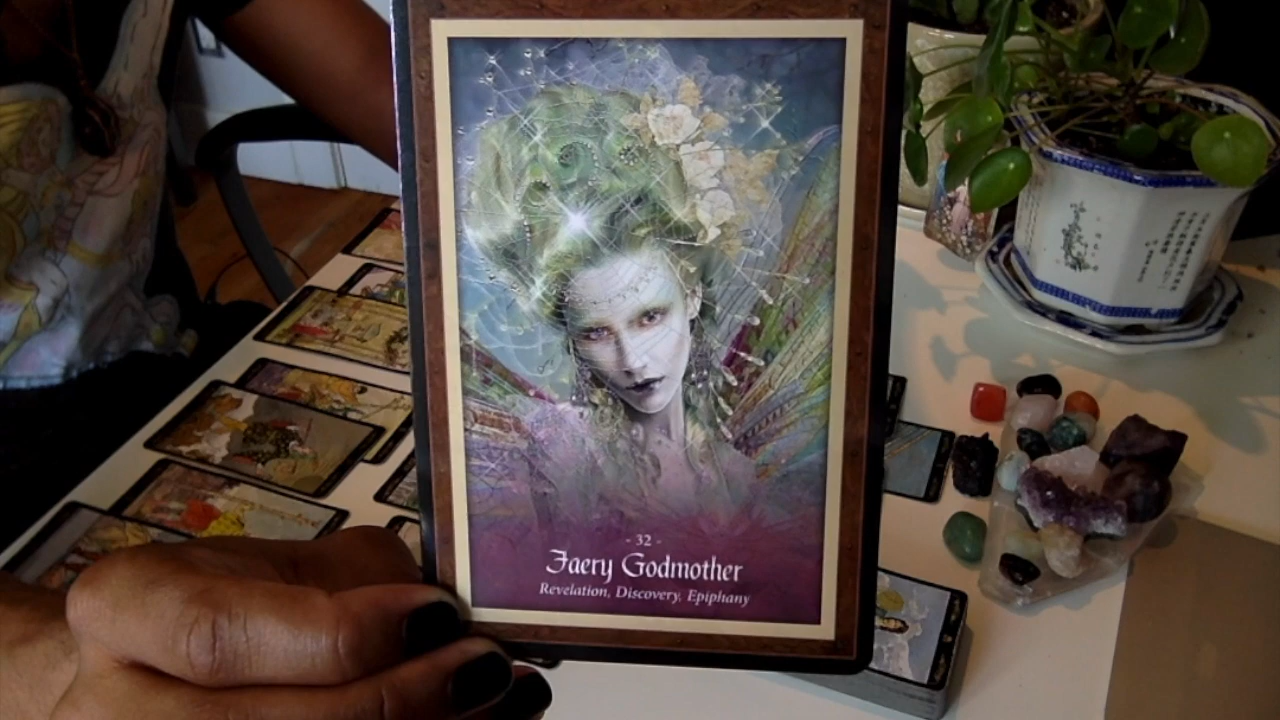 - 32 -
Faery Godmother
Revelation, Discovery, Epiphany